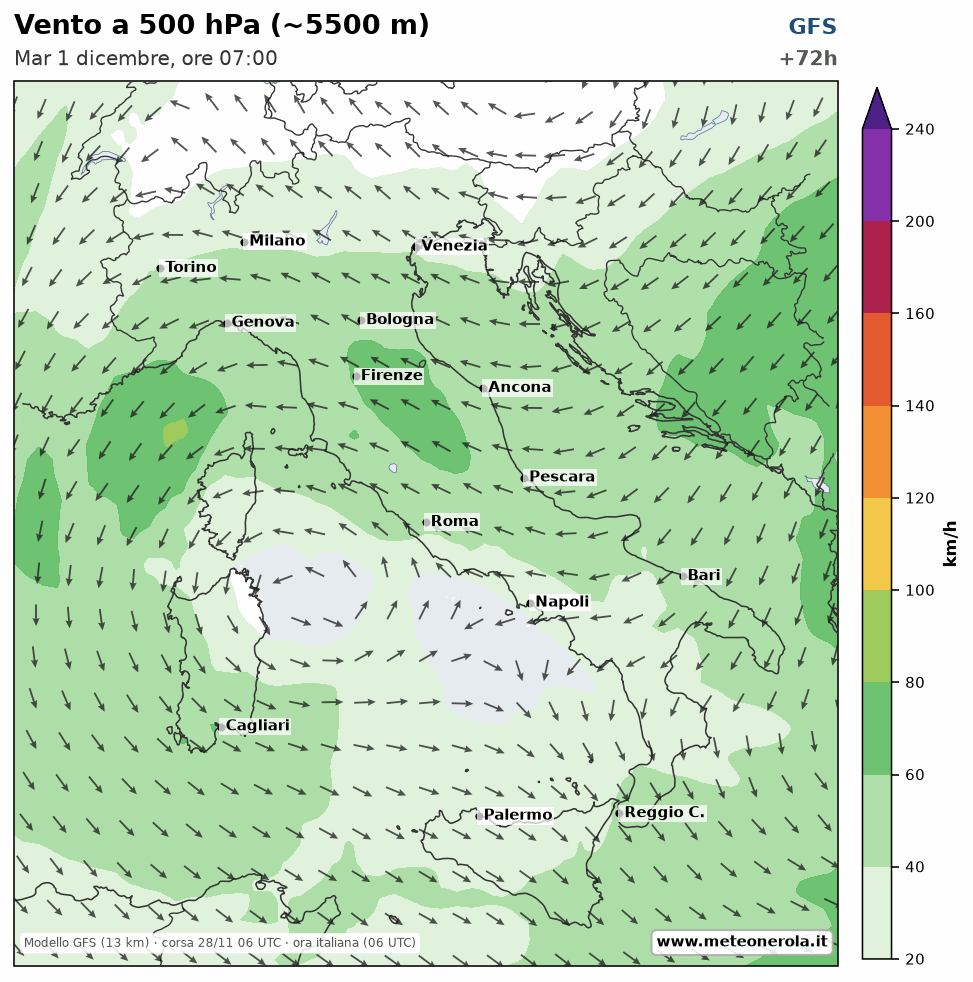 Vento a 500 hPa (~5500 m)
GFS
Mar 1 dicembre, ore 07:00
+72h
240
200
160
140
120
100
80
60
40
20
km/h
Milano
Venezia
Torino
Genova
Bologna
Firenze
Ancona
Pescara
Roma
Bari
Napoli
Cagliari
Palermo
Reggio C.
Modello GFS (13 km) · corsa 28/11 06 UTC · ora italiana (06 UTC)
www.meteonerola.it